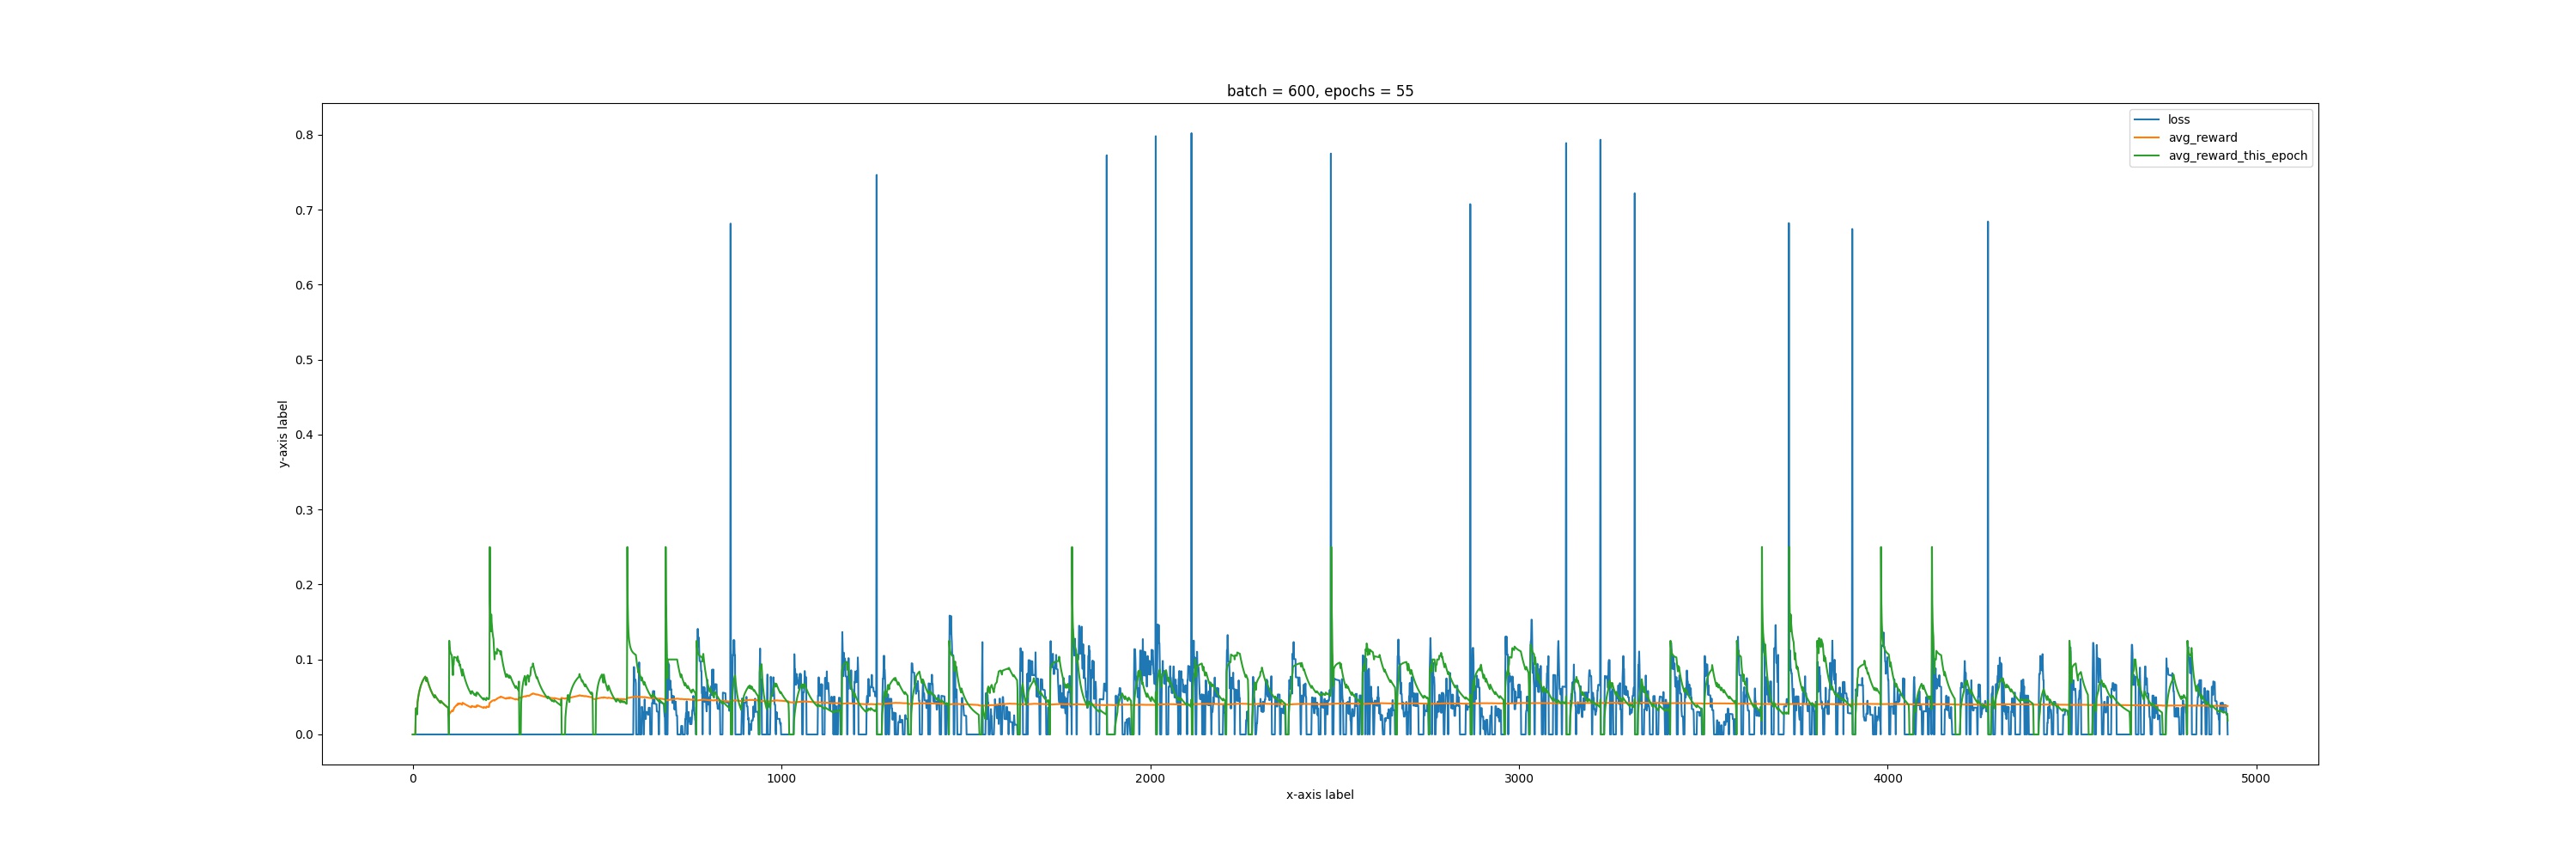 batch = 600, epochs = 55
loss
avg_reward
avg_reward_this_epoch
y-axis label
0.8
0.7
0.6
0.5
0.4
0.3
0.2
0.1
0.0
0 1000 2000 3000 4000 5000
x-axis label